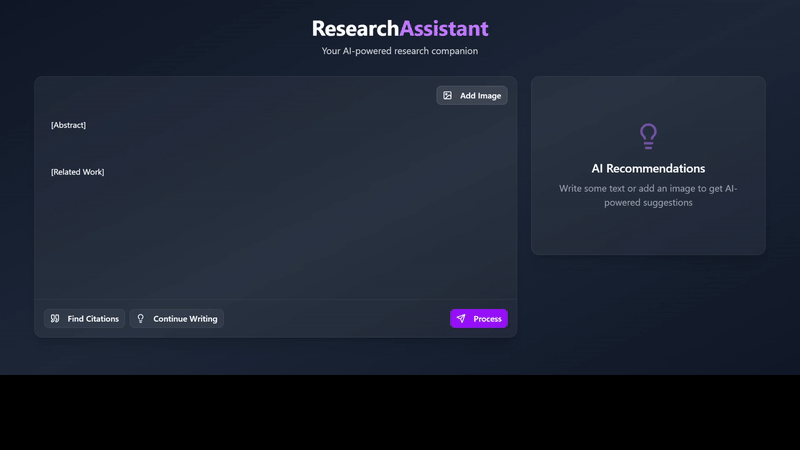 ResearchAssistant
Your AI-powered research companion
Add Image
[Abstract]
[Related Work]
Find Citations
Continue Writing
Process
AI Recommendations
Write some text or add an image to get AI-
powered suggestions